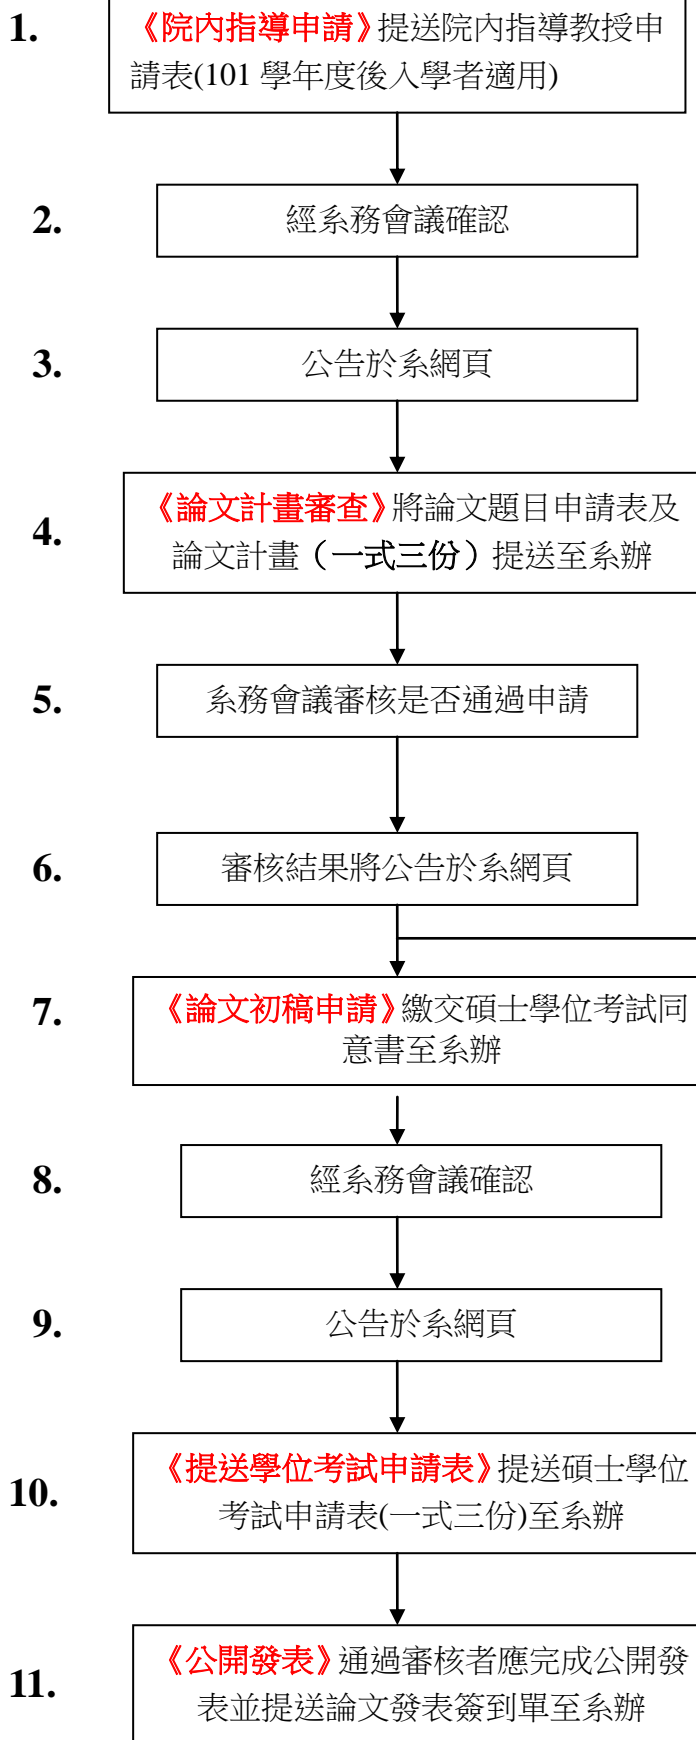 1.
《院內指導申請》提送院內指導教授申
請表(101 學年度後入學者適用)
2.
經系務會議確認
3.
公告於系網頁
4.
《論文計畫審查》將論文題目申請表及
論文計畫（一式三份）提送至系辦
5.
系務會議審核是否通過申請
6.
審核結果將公告於系網頁
7.
《論文初稿申請》繳交碩士學位考試同
意書至系辦
8.
經系務會議確認
9.
公告於系網頁
10.
《提送學位考試申請表》提送碩士學位
考試申請表(一式三份)至系辦
11.
《公開發表》通過審核者應完成公開發
表並提送論文發表簽到單至系辦